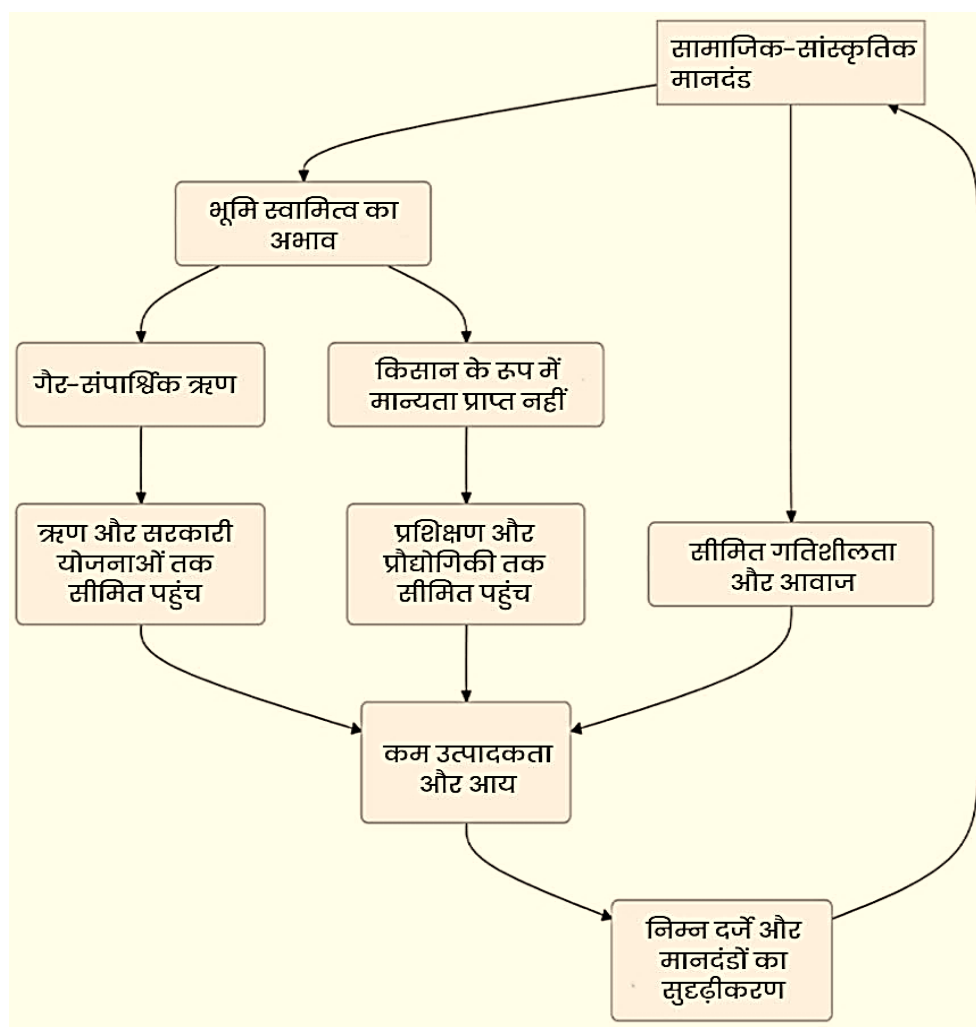 सामाजिक-सांस्कृतिक
मानदंड
भूमि स्वामित्व का
अभाव
गैर-संपार्श्विक ऋण
किसान के रूप में
मान्यता प्राप्त नहीं
ऋण और सरकारी
योजनाओं तक
सीमित पहुंच
प्रशिक्षण और
प्रौद्योगिकी तक
सीमित पहुंच
सीमित गतिशीलता
और आवाज
कम उत्पादकता
और आय
निम्न दर्जे और
मानदंडों का
सुदृढ़ीकरण